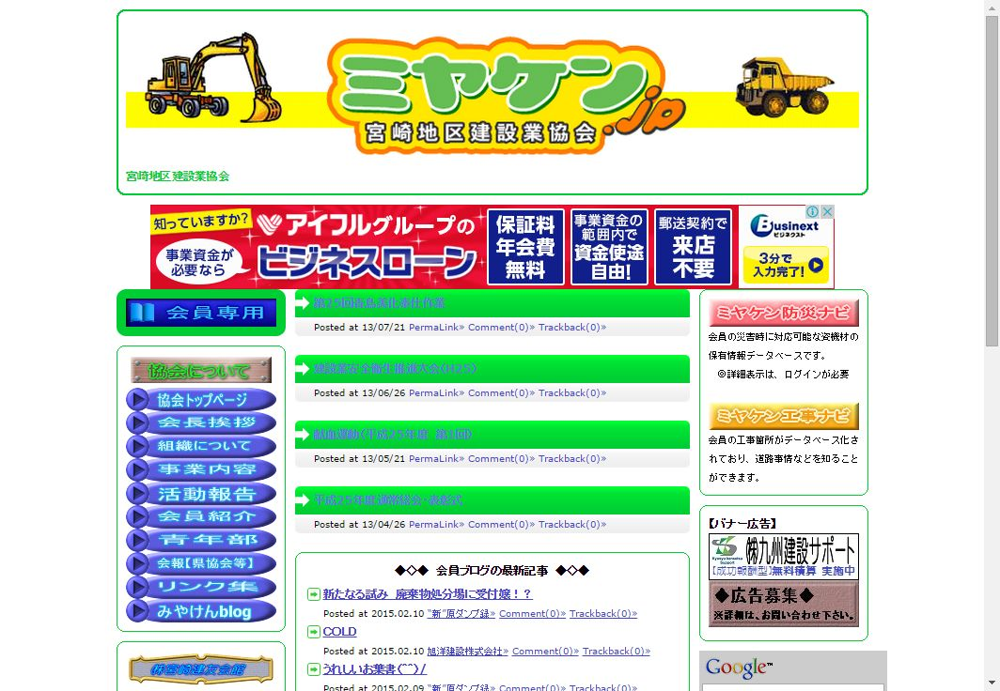 ミヤケン.jp
宮崎地区建設業協会
宮崎地区建設業協会
知っていますか?
事業資金が
必要なら
アイフルグループの
ビジネスローン
保証料
年会費
無料
事業資金の
範囲内で
資金使途
自由!
郵送契約で
来店
不要
Businext
ビジネクスト
3分で
入力完了!
会員専用
協会について
協会トップページ
会長挨拶
組織について
事業内容
活動報告
会員紹介
青年部
会報【県協会等】
リンク集
みやけんblog
Posted at 13/07/21 PermaLink» Comment(0)» Trackback(0)»
建設業安全衛生推進大会(H25)
Posted at 13/06/26 PermaLink» Comment(0)» Trackback(0)»
献血運動(平成25年度 第1回)
Posted at 13/05/21 PermaLink» Comment(0)» Trackback(0)»
平成25年度通常総会・表彰式
Posted at 13/04/26 PermaLink» Comment(0)» Trackback(0)»
◆◇◆ 会員ブログの最新記事 ◆◇◆
新たなる試み 廃棄物処分場に受付嬢!?
Posted at 2015.02.10 "新"原ダンプ録» Comment(0)» Trackback(0)»
COLD
Posted at 2015.02.10 旭洋建設株式会社» Comment(0)» Trackback(0)»
うれしいお葉書(^^)/
Posted at 2015.02.09 "新"原ダンプ録» Comment(0)» Trackback(0)»
ミヤケン防災ナビ
会員の災害時に対応可能な資機材の
保有情報データベースです。
◎詳細表示は、ログインが必要
ミヤケン工事ナビ
会員の工事箇所がデータベース化さ
れており、道路事情などを知ること
ができます。
【バナー広告】
㈱九州建設サポート
[成功報酬型]無料積算 実施中
◆広告募集◆
※詳細は、お問い合わせ下さい。
Google™